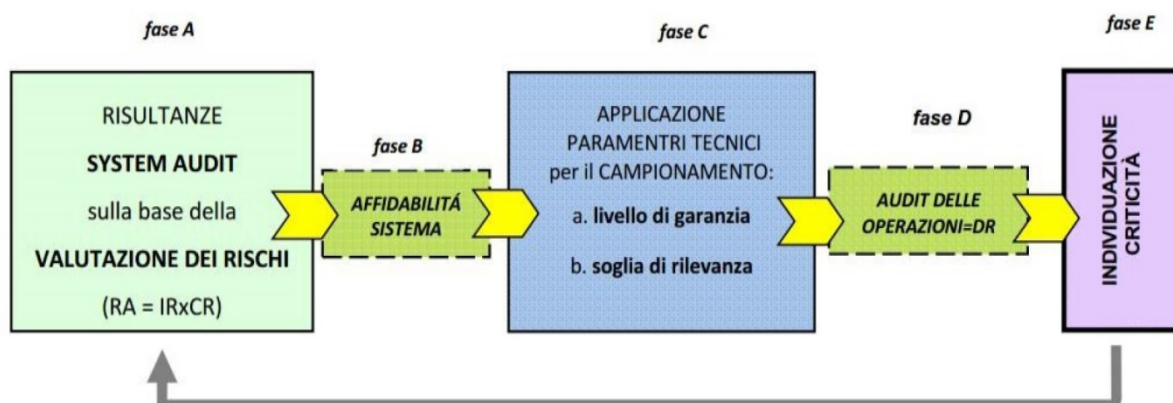 fase A
RISULTANZE
SYSTEM AUDIT
sulla base della
VALUTAZIONE DEI RISCHI
(RA = IRxCR)
fase B
AFFIDABILITÁ
SISTEMA
fase C
APPLICAZIONE
PARAMENTRI TECNICI
per il CAMPIONAMENTO:
a. livello di garanzia
b. soglia di rilevanza
fase D
AUDIT DELLE
OPERAZIONI=DR
fase E
INDIVIDUAZIONE
CRITICITÀ